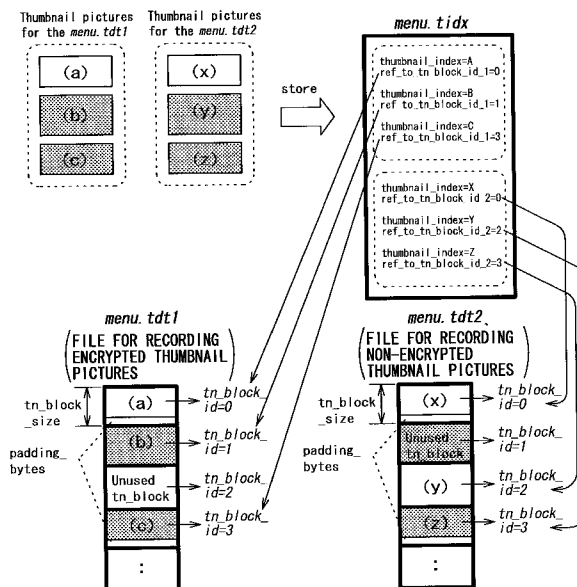 Thumbnail pictures
for the menu.tdt1
Thumbnail pictures
for the menu.tdt2
(a)
(b)
(c)
(x)
(y)
(z)
store
menu.tidx
thumbnail_index=A
ref_to_tn_block_id_1=0
thumbnail_index=B
ref_to_tn_block_id_1=1
thumbnail_index=C
ref_to_tn_block_id_1=3
thumbnail_index=X
ref_to_tn_block_id_2=0
thumbnail_index=Y
ref_to_tn_block_id_2=2
thumbnail_index=Z
ref_to_tn_block_id_2=3
menu.tdt1
(FILE FOR RECORDING
ENCRYPTED THUMBNAIL
PICTURES)
tn_block
_size
padding_
bytes
(a)
tn_block_
id=0
(b)
tn_block_
id=1
Unused
tn_block
tn_block_
id=2
(c)
tn_block_
id=3
:
menu.tdt2
(FILE FOR RECORDING
NON-ENCRYPTED
THUMBNAIL PICTURES)
tn_block
_size
padding_
bytes
(x)
tn_block_
id=0
Unused
tn_block
tn_block_
id=1
(y)
tn_block_
id=2
(z)
tn_block_
id=3
: